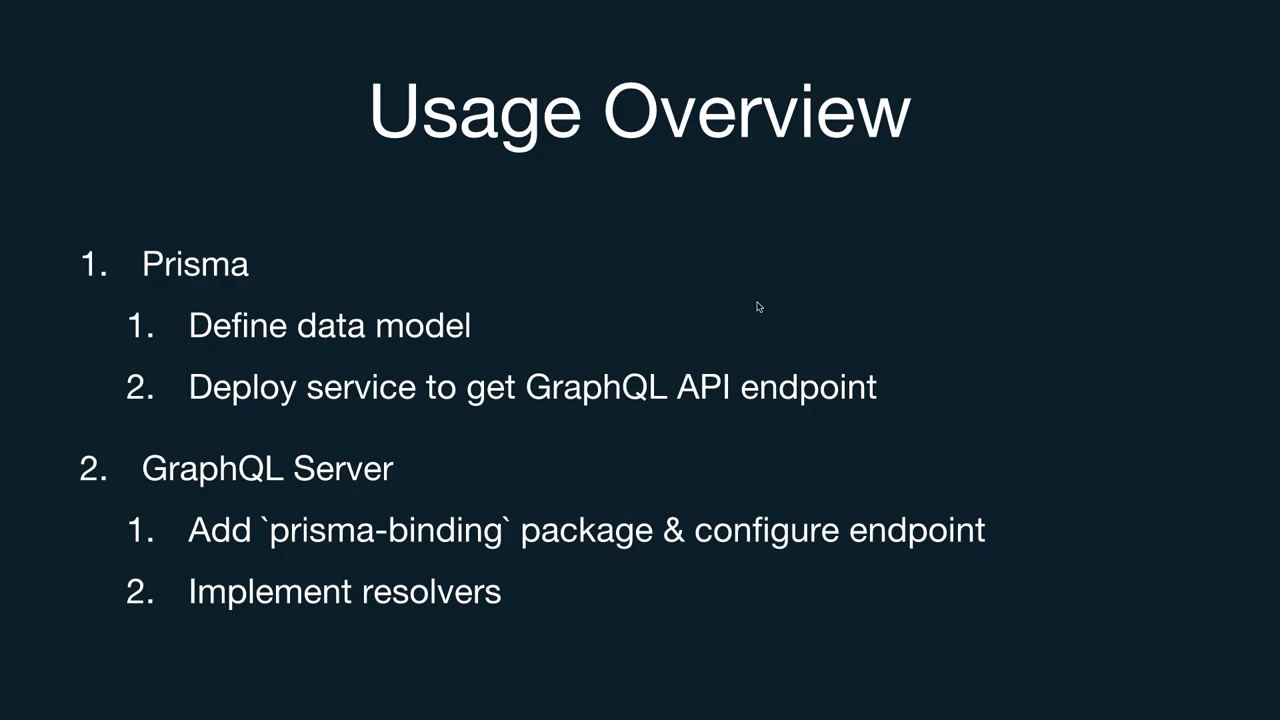 Usage Overview
1. Prisma
1. Define data model
2. Deploy service to get GraphQL API endpoint
2. GraphQL Server
1. Add `prisma-binding` package & configure endpoint
2. Implement resolvers